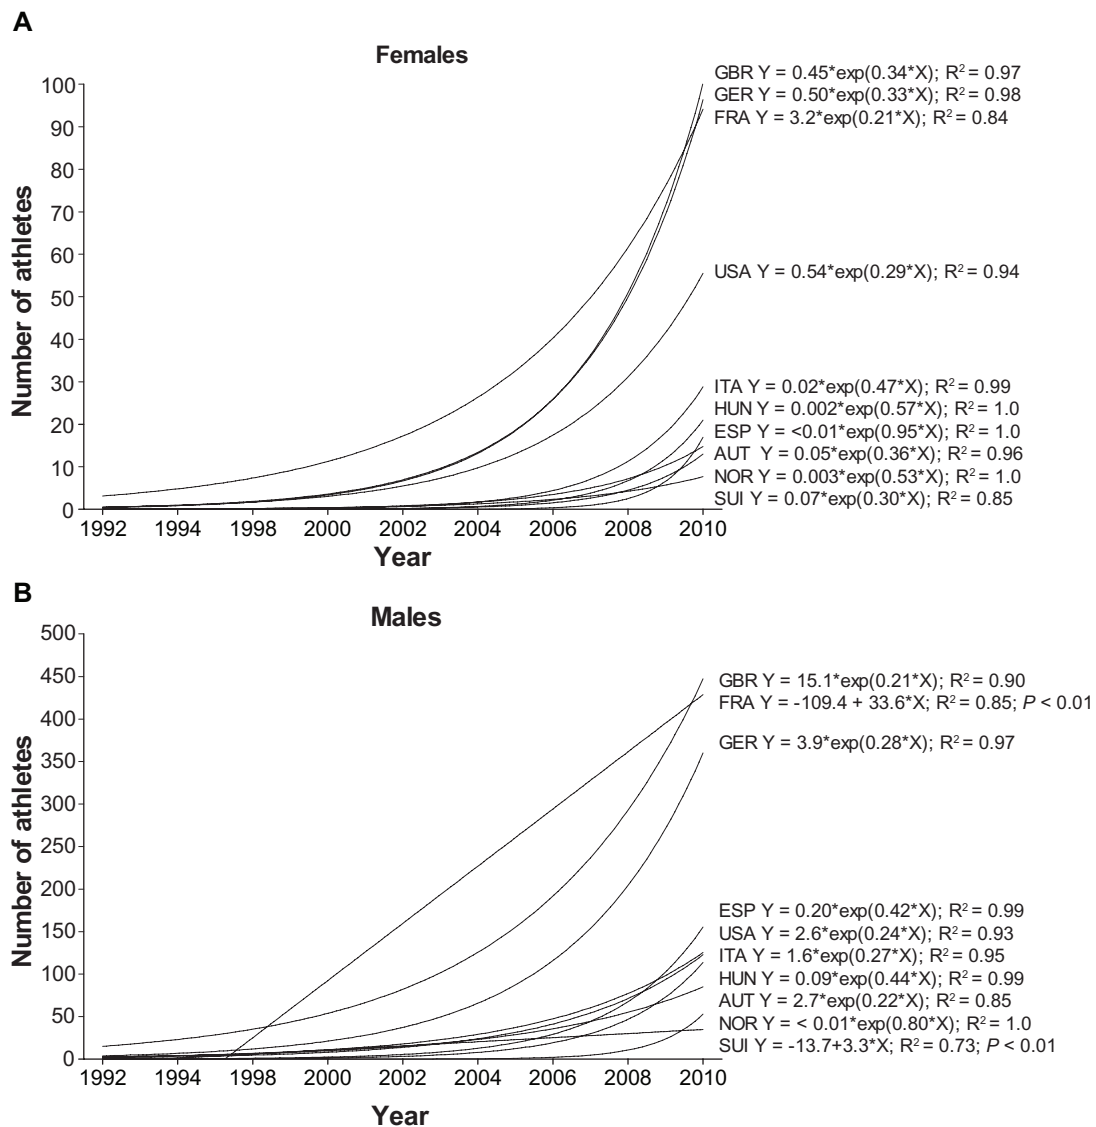 A
Females
100
90
80
70
60
50
40
30
20
10
0
Number of athletes
1992 1994 1996 1998 2000 2002 2004 2006 2008 2010
Year
GBR Y = 0.45*exp(0.34*X); R² = 0.97
GER Y = 0.50*exp(0.33*X); R² = 0.98
FRA Y = 3.2*exp(0.21*X); R² = 0.84
USA Y = 0.54*exp(0.29*X); R² = 0.94
ITA Y = 0.02*exp(0.47*X); R² = 0.99
HUN Y = 0.002*exp(0.57*X); R² = 1.0
ESP Y = <0.01*exp(0.95*X); R² = 1.0
AUT Y = 0.05*exp(0.36*X); R² = 0.96
NOR Y = 0.003*exp(0.53*X); R² = 1.0
SUI Y = 0.07*exp(0.30*X); R² = 0.85
B
Males
500
450
400
350
300
250
200
150
100
50
0
Number of athletes
1992 1994 1996 1998 2000 2002 2004 2006 2008 2010
Year
GBR Y = 15.1*exp(0.21*X); R² = 0.90
FRA Y = -109.4 + 33.6*X; R² = 0.85; P < 0.01
GER Y = 3.9*exp(0.28*X); R² = 0.97
ESP Y = 0.20*exp(0.42*X); R² = 0.99
USA Y = 2.6*exp(0.24*X); R² = 0.93
ITA Y = 1.6*exp(0.27*X); R² = 0.95
HUN Y = 0.09*exp(0.44*X); R² = 0.99
AUT Y = 2.7*exp(0.22*X); R² = 0.85
NOR Y = < 0.01*exp(0.80*X); R² = 1.0
SUI Y = -13.7+3.3*X; R² = 0.73; P < 0.01